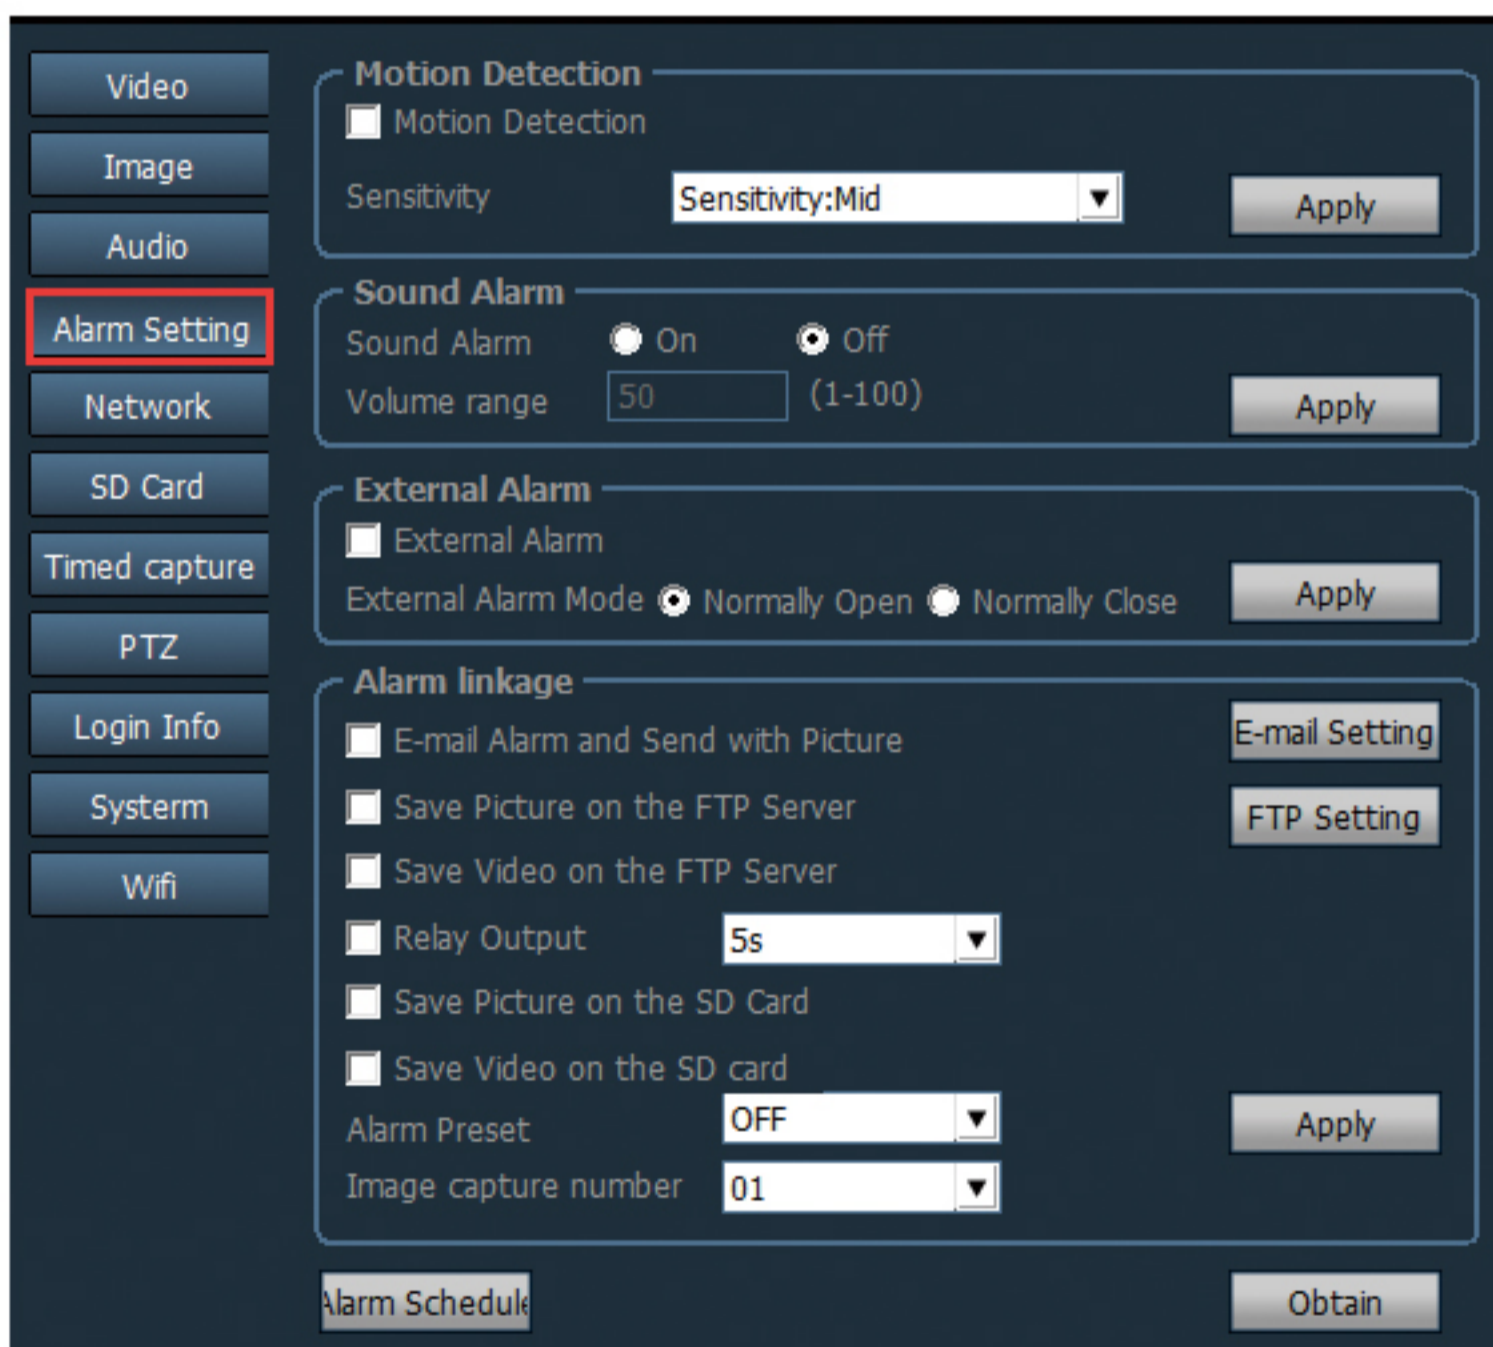 Video
Image
Audio
Alarm Setting
Network
SD Card
Timed capture
PTZ
Login Info
Systerm
Wifi
Motion Detection
Motion Detection
Sensitivity Sensitivity:Mid Apply
Sound Alarm
Sound Alarm On Off
Volume range 50 (1-100) Apply
External Alarm
External Alarm
External Alarm Mode Normally Open Normally Close Apply
Alarm linkage
E-mail Alarm and Send with Picture E-mail Setting
Save Picture on the FTP Server FTP Setting
Save Video on the FTP Server
Relay Output 5s
Save Picture on the SD Card
Save Video on the SD card
Alarm Preset OFF Apply
Image capture number 01
Alarm Schedule Obtain